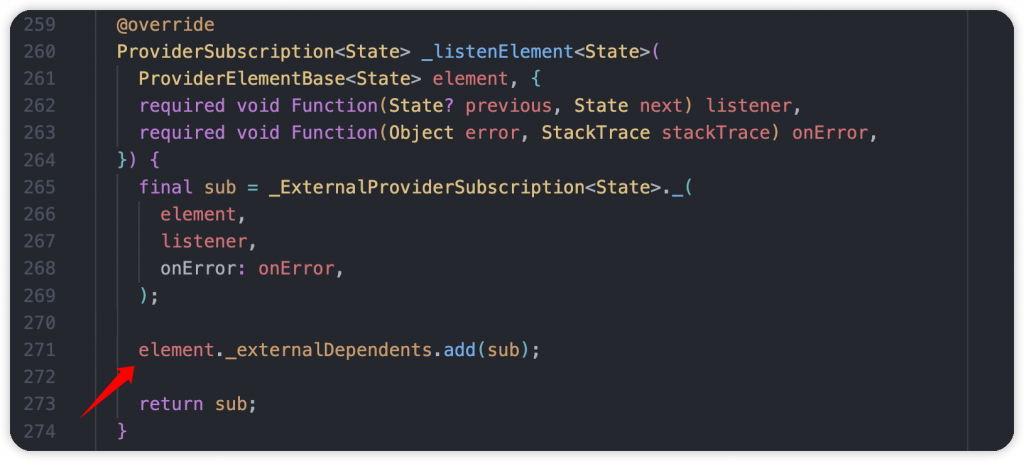 259 @override
260 ProviderSubscription<State> _listenElement<State>(
261 ProviderElementBase<State> element, {
262 required void Function(State? previous, State next) listener,
263 required void Function(Object error, StackTrace stackTrace) onError,
264 }) {
265 final sub = _ExternalProviderSubscription<State>._(
266 element,
267 listener,
268 onError: onError,
269 );
270
271 element._externalDependents.add(sub);
272
273 return sub;
274 }